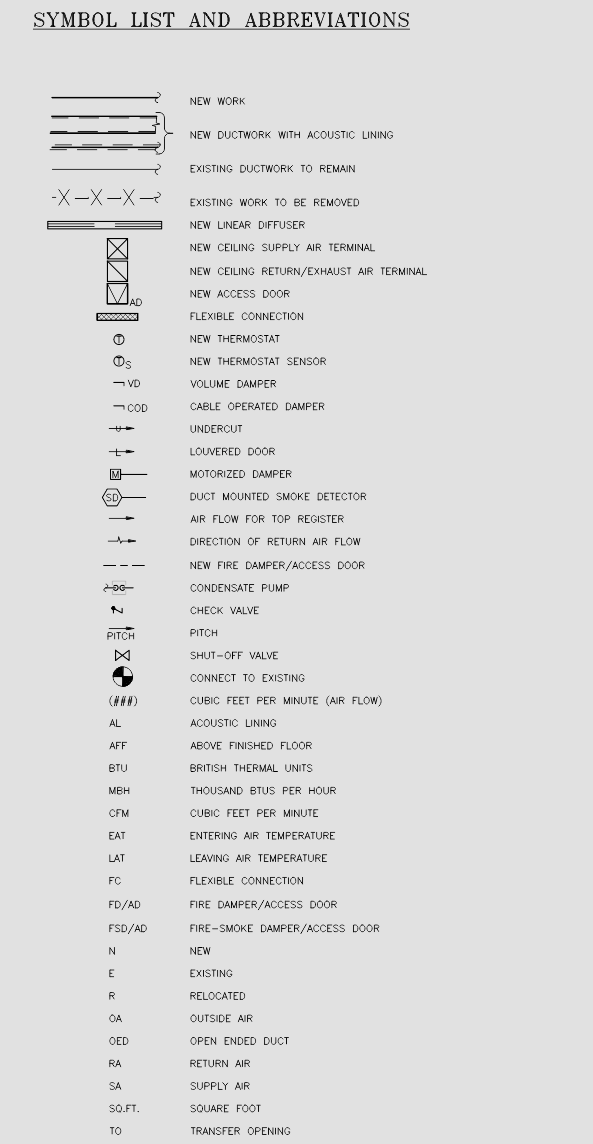 SYMBOL LIST AND ABBREVIATIONS
NEW WORK
NEW DUCTWORK WITH ACOUSTIC LINING
EXISTING DUCTWORK TO REMAIN
EXISTING WORK TO BE REMOVED
NEW LINEAR DIFFUSER
NEW CEILING SUPPLY AIR TERMINAL
NEW CEILING RETURN/EXHAUST AIR TERMINAL
AD NEW ACCESS DOOR
FLEXIBLE CONNECTION
T NEW THERMOSTAT
T S NEW THERMOSTAT SENSOR
VD VOLUME DAMPER
COD CABLE OPERATED DAMPER
U UNDERCUT
L LOUVERED DOOR
M MOTORIZED DAMPER
SD DUCT MOUNTED SMOKE DETECTOR
AIR FLOW FOR TOP REGISTER
DIRECTION OF RETURN AIR FLOW
NEW FIRE DAMPER/ACCESS DOOR
CONDENSATE PUMP
CHECK VALVE
PITCH PITCH
SHUT-OFF VALVE
CONNECT TO EXISTING
(###) CUBIC FEET PER MINUTE (AIR FLOW)
AL ACOUSTIC LINING
AFF ABOVE FINISHED FLOOR
BTU BRITISH THERMAL UNITS
MBH THOUSAND BTUS PER HOUR
CFM CUBIC FEET PER MINUTE
EAT ENTERING AIR TEMPERATURE
LAT LEAVING AIR TEMPERATURE
FC FLEXIBLE CONNECTION
FD/AD FIRE DAMPER/ACCESS DOOR
FSD/AD FIRE-SMOKE DAMPER/ACCESS DOOR
N NEW
E EXISTING
R RELOCATED
OA OUTSIDE AIR
OED OPEN ENDED DUCT
RA RETURN AIR
SA SUPPLY AIR
SQ.FT. SQUARE FOOT
TO TRANSFER OPENING